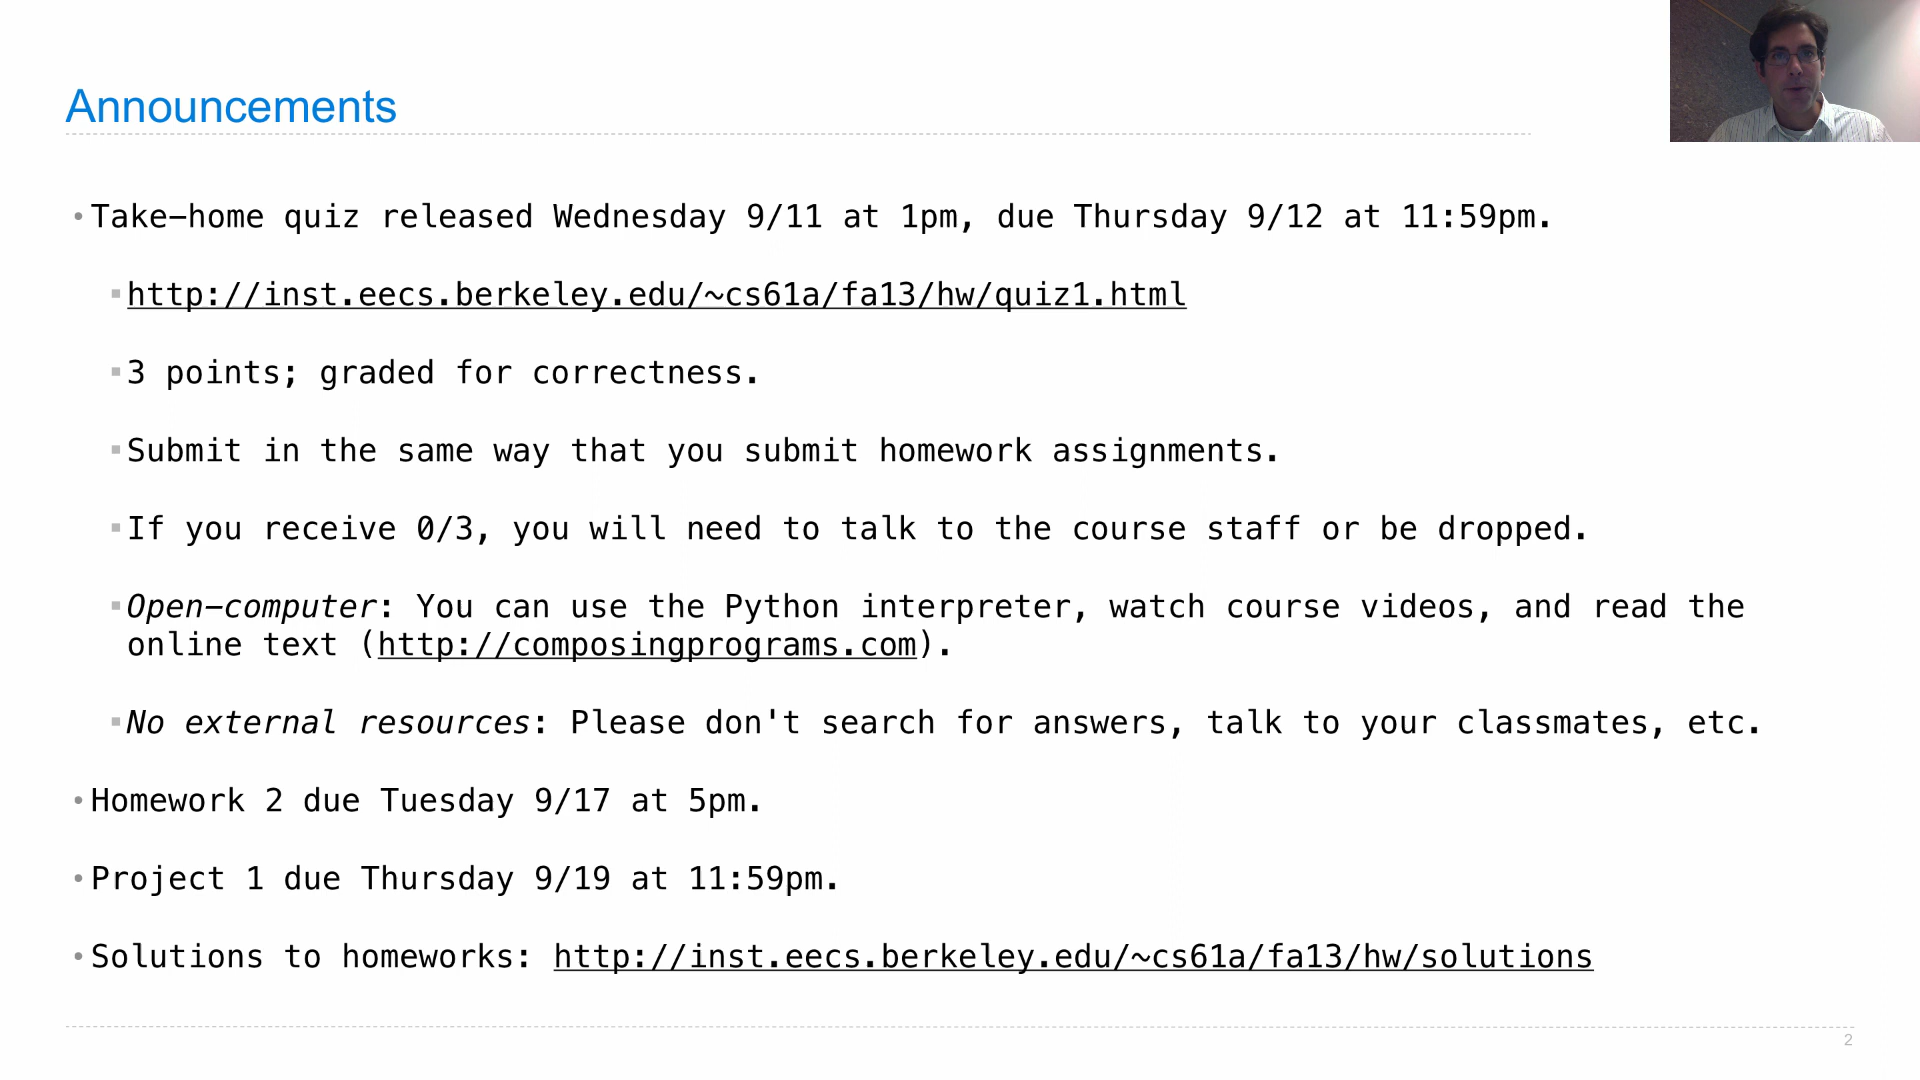 Announcements
• Take-home quiz released Wednesday 9/11 at 1pm, due Thursday 9/12 at 11:59pm.
▪ http://inst.eecs.berkeley.edu/~cs61a/fa13/hw/quiz1.html
▪ 3 points; graded for correctness.
▪ Submit in the same way that you submit homework assignments.
▪ If you receive 0/3, you will need to talk to the course staff or be dropped.
▪ Open-computer: You can use the Python interpreter, watch course videos, and read the
online text (http://composingprograms.com).
▪ No external resources: Please don't search for answers, talk to your classmates, etc.
• Homework 2 due Tuesday 9/17 at 5pm.
• Project 1 due Thursday 9/19 at 11:59pm.
• Solutions to homeworks: http://inst.eecs.berkeley.edu/~cs61a/fa13/hw/solutions
2